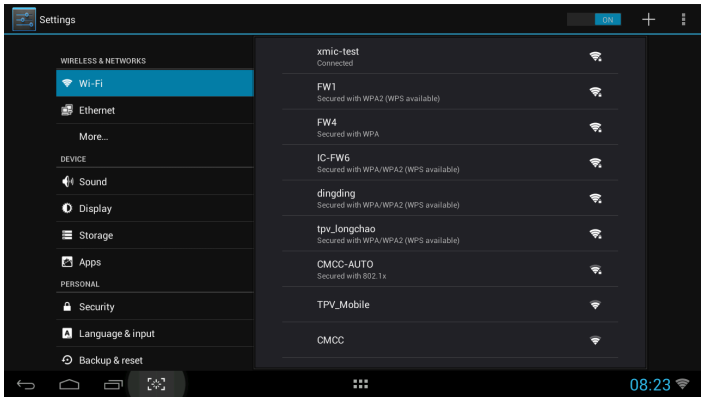 Settings
ON
WIRELESS & NETWORKS
Wi-Fi
Ethernet
More...
DEVICE
Sound
Display
Storage
Apps
PERSONAL
Security
A Language & input
Backup & reset
xmic-test
Connected
FW1
Secured with WPA2 (WPS available)
FW4
Secured with WPA
IC-FW6
Secured with WPA/WPA2 (WPS available)
dingding
Secured with WPA/WPA2 (WPS available)
tpv_longchao
Secured with WPA/WPA2 (WPS available)
CMCC-AUTO
Secured with 802.1x
TPV_Mobile
CMCC
08:23